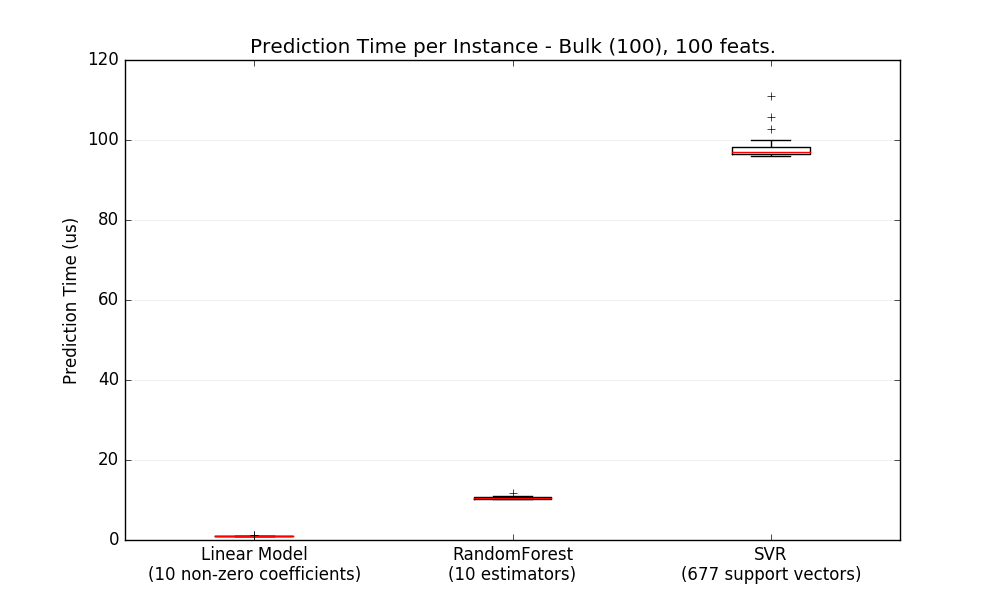 Prediction Time per Instance - Bulk (100), 100 feats.
120
100
80
60
40
20
0
Prediction Time (us)
Linear Model
(10 non-zero coefficients)
RandomForest
(10 estimators)
SVR
(677 support vectors)